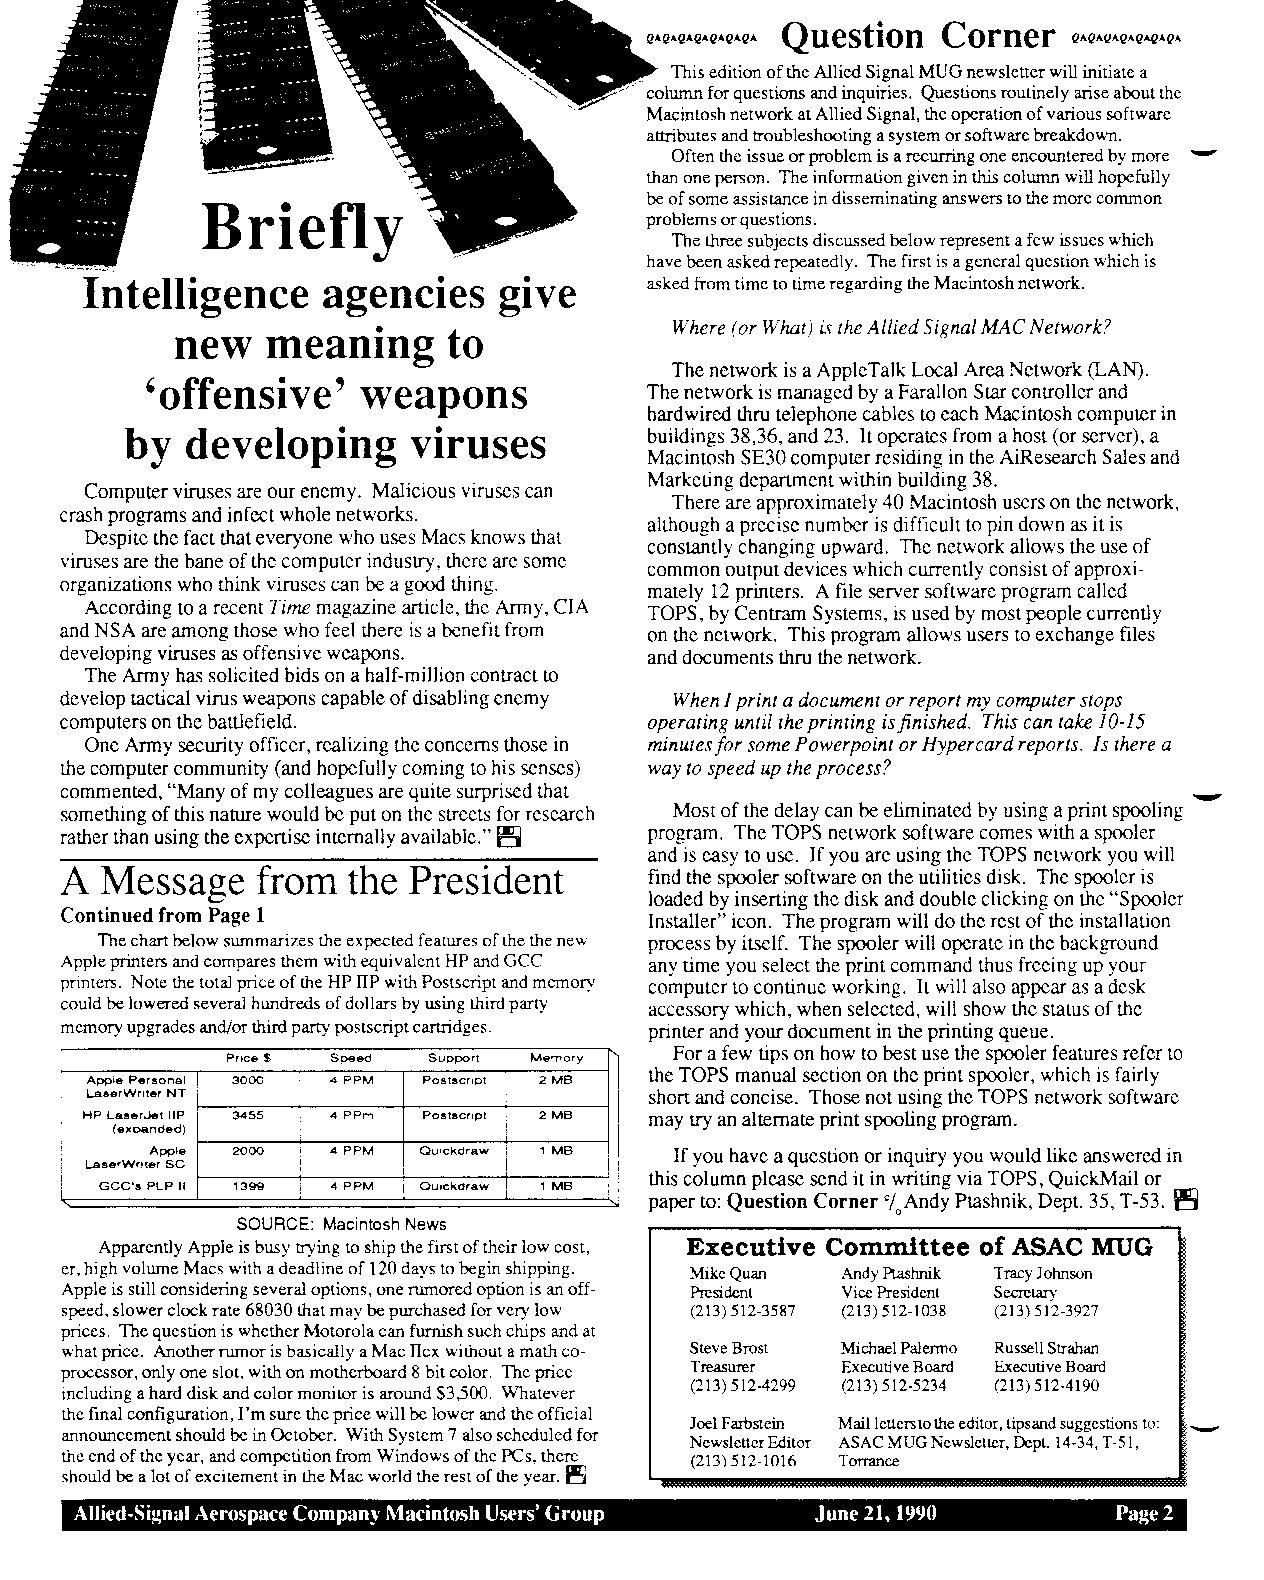 Briefly
Intelligence agencies give
new meaning to
‘offensive’ weapons
by developing viruses
Computer viruses are our enemy. Malicious viruses can
crash programs and infect whole networks.
Despite the fact that everyone who uses Macs knows that
viruses are the bane of the computer industry, there are some
organizations who think viruses can be a good thing.
According to a recent Time magazine article, the Army, CIA
and NSA are among those who feel there is a benefit from
developing viruses as offensive weapons.
The Army has solicited bids on a half-million contract to
develop tactical virus weapons capable of disabling enemy
computers on the battlefield.
One Army security officer, realizing the concerns those in
the computer community (and hopefully coming to his senses)
commented, “Many of my colleagues are quite surprised that
something of this nature would be put on the streets for research
rather than using the expertise internally available.”
A Message from the President
Continued from Page 1
The chart below summarizes the expected features of the the new
Apple printers and compares them with equivalent HP and GCC
printers. Note the total price of the HP IIP with Postscript and memory
could be lowered several hundreds of dollars by using third party
memory upgrades and/or third party postscript cartridges.
Price $ Speed Support Memory
Apple Personal LaserWriter NT 3000 4 PPM Postscript 2 MB
HP LaserJet IIP (expanded) 3455 4 PPm Postscript 2 MB
Apple LaserWriter SC 2000 4 PPM Quickdraw 1 MB
GCC's PLP II 1399 4 PPM Quickdraw 1 MB
SOURCE: Macintosh News
Apparently Apple is busy trying to ship the first of their low cost,
er, high volume Macs with a deadline of 120 days to begin shipping.
Apple is still considering several options, one rumored option is an off-
speed, slower clock rate 68030 that may be purchased for very low
prices. The question is whether Motorola can furnish such chips and at
what price. Another rumor is basically a Mac IIcx without a math co-
processor, only one slot, with on motherboard 8 bit color. The price
including a hard disk and color monitor is around $3,500. Whatever
the final configuration, I'm sure the price will be lower and the official
announcement should be in October. With System 7 also scheduled for
the end of the year, and competition from Windows of the PCs, there
should be a lot of excitement in the Mac world the rest of the year.
QAQAQAQAQAQAQA Question Corner QAQAQAQAQAQAQA
This edition of the Allied Signal MUG newsletter will initiate a
column for questions and inquiries. Questions routinely arise about the
Macintosh network at Allied Signal, the operation of various software
attributes and troubleshooting a system or software breakdown.
Often the issue or problem is a recurring one encountered by more
than one person. The information given in this column will hopefully
be of some assistance in disseminating answers to the more common
problems or questions.
The three subjects discussed below represent a few issues which
have been asked repeatedly. The first is a general question which is
asked from time to time regarding the Macintosh network.
Where (or What) is the Allied Signal MAC Network?
The network is a AppleTalk Local Area Network (LAN).
The network is managed by a Farallon Star controller and
hardwired thru telephone cables to each Macintosh computer in
buildings 38,36, and 23. It operates from a host (or server), a
Macintosh SE30 computer residing in the AiResearch Sales and
Marketing department within building 38.
There are approximately 40 Macintosh users on the network,
although a precise number is difficult to pin down as it is
constantly changing upward. The network allows the use of
common output devices which currently consist of approxi-
mately 12 printers. A file server software program called
TOPS, by Centram Systems, is used by most people currently
on the network. This program allows users to exchange files
and documents thru the network.
When I print a document or report my computer stops
operating until the printing is finished. This can take 10-15
minutes for some Powerpoint or Hypercard reports. Is there a
way to speed up the process?
Most of the delay can be eliminated by using a print spooling
program. The TOPS network software comes with a spooler
and is easy to use. If you are using the TOPS network you will
find the spooler software on the utilities disk. The spooler is
loaded by inserting the disk and double clicking on the “Spooler
Installer” icon. The program will do the rest of the installation
process by itself. The spooler will operate in the background
any time you select the print command thus freeing up your
computer to continue working. It will also appear as a desk
accessory which, when selected, will show the status of the
printer and your document in the printing queue.
For a few tips on how to best use the spooler features refer to
the TOPS manual section on the print spooler, which is fairly
short and concise. Those not using the TOPS network software
may try an alternate print spooling program.
If you have a question or inquiry you would like answered in
this column please send it in writing via TOPS, QuickMail or
paper to: Question Corner c/o Andy Ptashnik, Dept. 35, T-53.
Executive Committee of ASAC MUG
Mike Quan Andy Ptashnik Tracy Johnson
President Vice President Secretary
(213) 512-3587 (213) 512-1038 (213) 512-3927
Steve Brost Michael Palermo Russell Strahan
Treasurer Executive Board Executive Board
(213) 512-4299 (213) 512-5234 (213) 512-4190
Joel Farbstein Mail letters to the editor, tips and suggestions to:
Newsletter Editor ASAC MUG Newsletter, Dept. 14-34, T-51,
(213) 512-1016 Torrance
Allied-Signal Aerospace Company Macintosh Users' Group June 21, 1990 Page 2